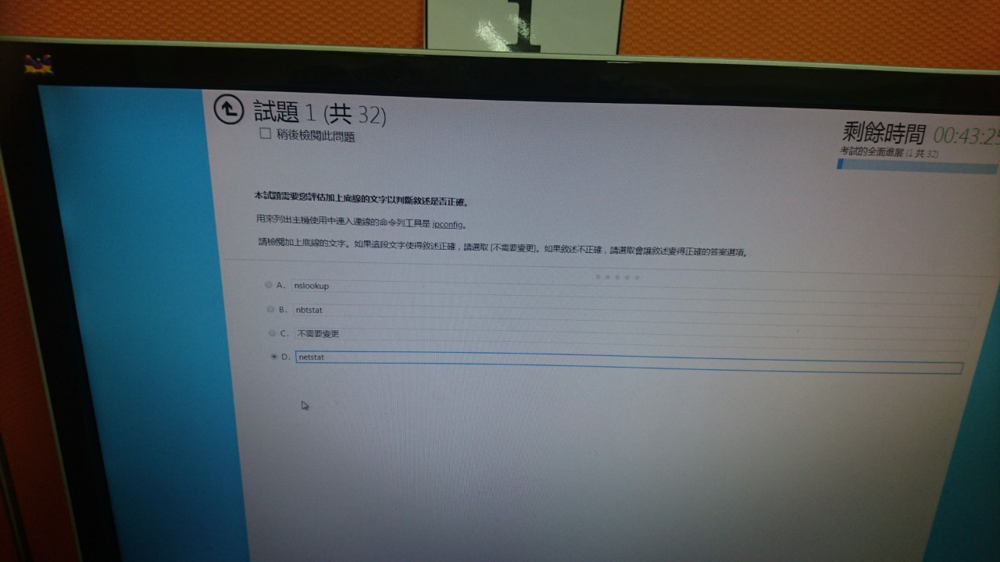 1
試題 1 (共 32)
稍後檢閱此問題
剩餘時間 00:43:25
考試的全面進展 (1 共 32)
本試題需要您評估加上底線的文字以判斷敘述是否正確。
用來列出主機使用中連入連線的命令列工具是 ipconfig。
請檢閱加上底線的文字。如果這段文字使得敘述正確，請選取 [不需要變更]。如果敘述不正確，請選取會讓敘述變得正確的答案選項。
A. nslookup
B. nbtstat
C. 不需要變更
D. netstat